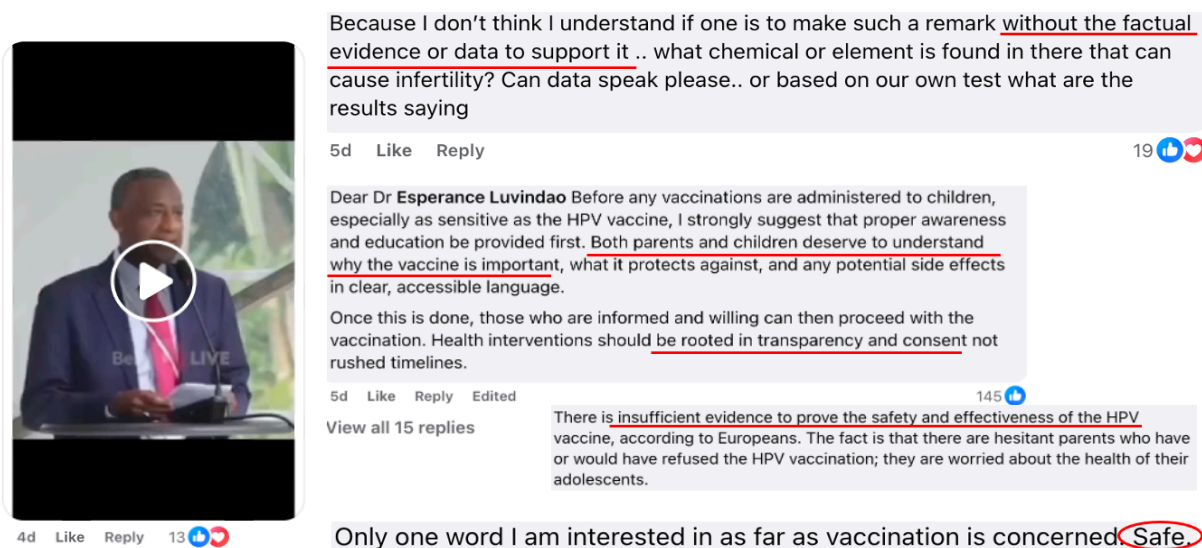 Because I don't think I understand if one is to make such a remark without the factual
evidence or data to support it .. what chemical or element is found in there that can
cause infertility? Can data speak please.. or based on our own test what are the
results saying
5d Like Reply 19
Dear Dr Esperance Luvindao Before any vaccinations are administered to children,
especially as sensitive as the HPV vaccine, I strongly suggest that proper awareness
and education be provided first. Both parents and children deserve to understand
why the vaccine is important, what it protects against, and any potential side effects
in clear, accessible language.
Once this is done, those who are informed and willing can then proceed with the
vaccination. Health interventions should be rooted in transparency and consent not
rushed timelines.
5d Like Reply Edited 145
View all 15 replies
There is insufficient evidence to prove the safety and effectiveness of the HPV
vaccine, according to Europeans. The fact is that there are hesitant parents who have
or would have refused the HPV vaccination; they are worried about the health of their
adolescents.
LIVE
4d Like Reply 13
Only one word I am interested in as far as vaccination is concerned. Safe.